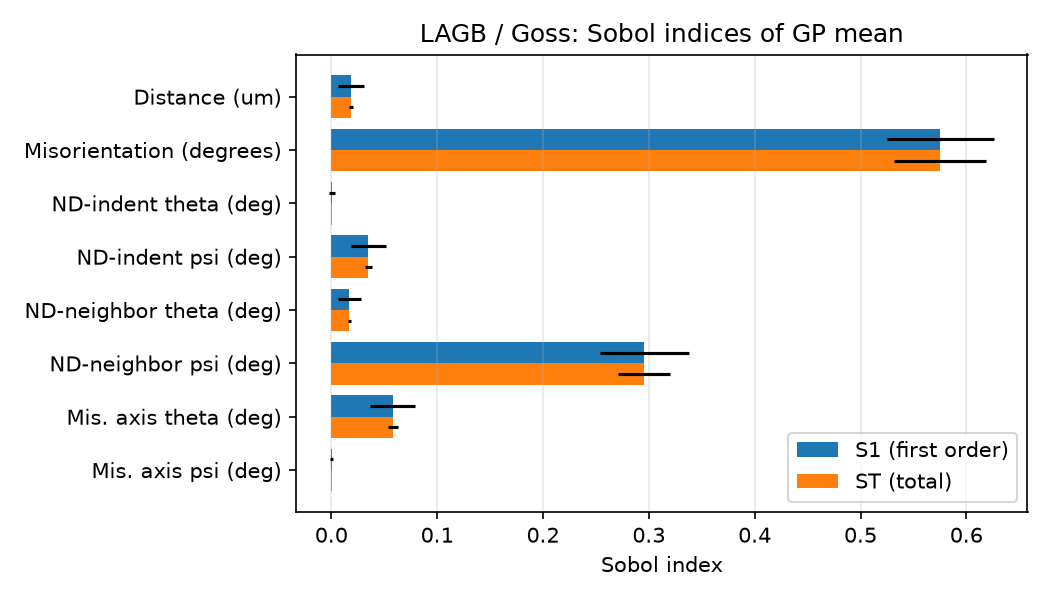 LAGB / Goss: Sobol indices of GP mean
Distance (um)
Misorientation (degrees)
ND-indent theta (deg)
ND-indent psi (deg)
ND-neighbor theta (deg)
ND-neighbor psi (deg)
Mis. axis theta (deg)
Mis. axis psi (deg)
S1 (first order)
ST (total)
0.0 0.1 0.2 0.3 0.4 0.5 0.6
Sobol index